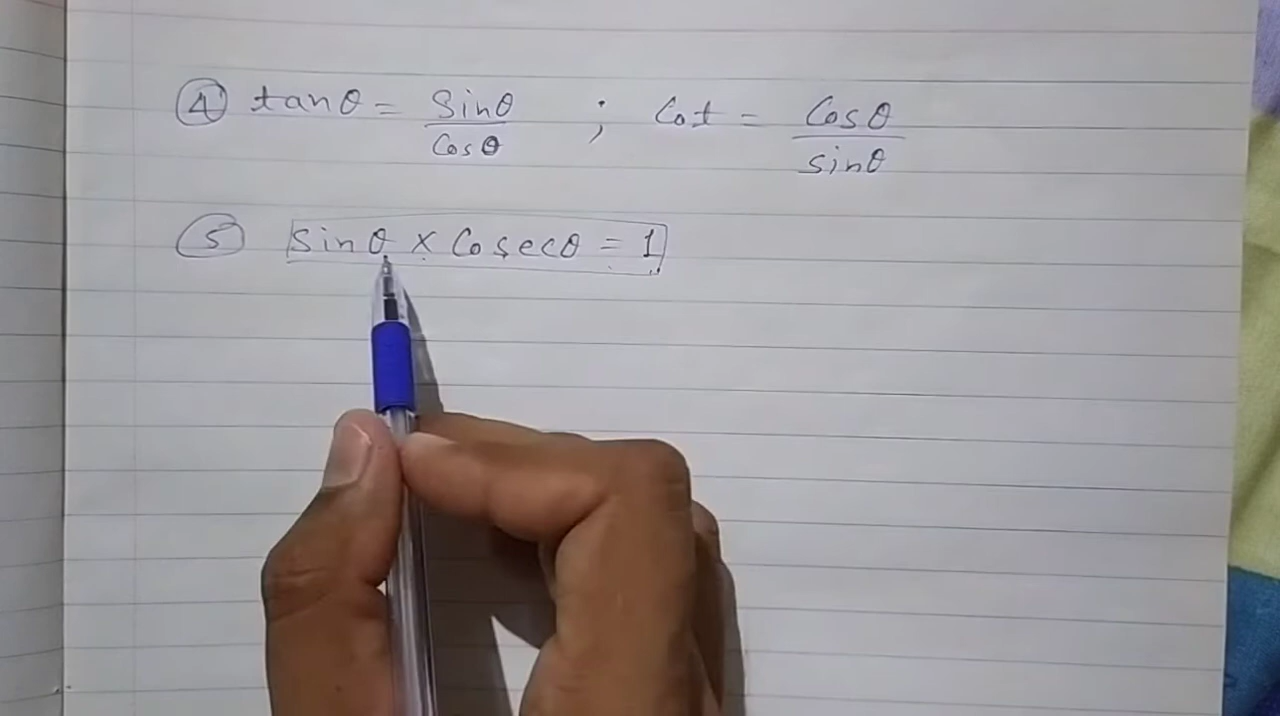 ④ tanθ = Sinθ/Cosθ ; Cot = Cosθ/sinθ
⑤ Sinθ × Cosecθ = 1